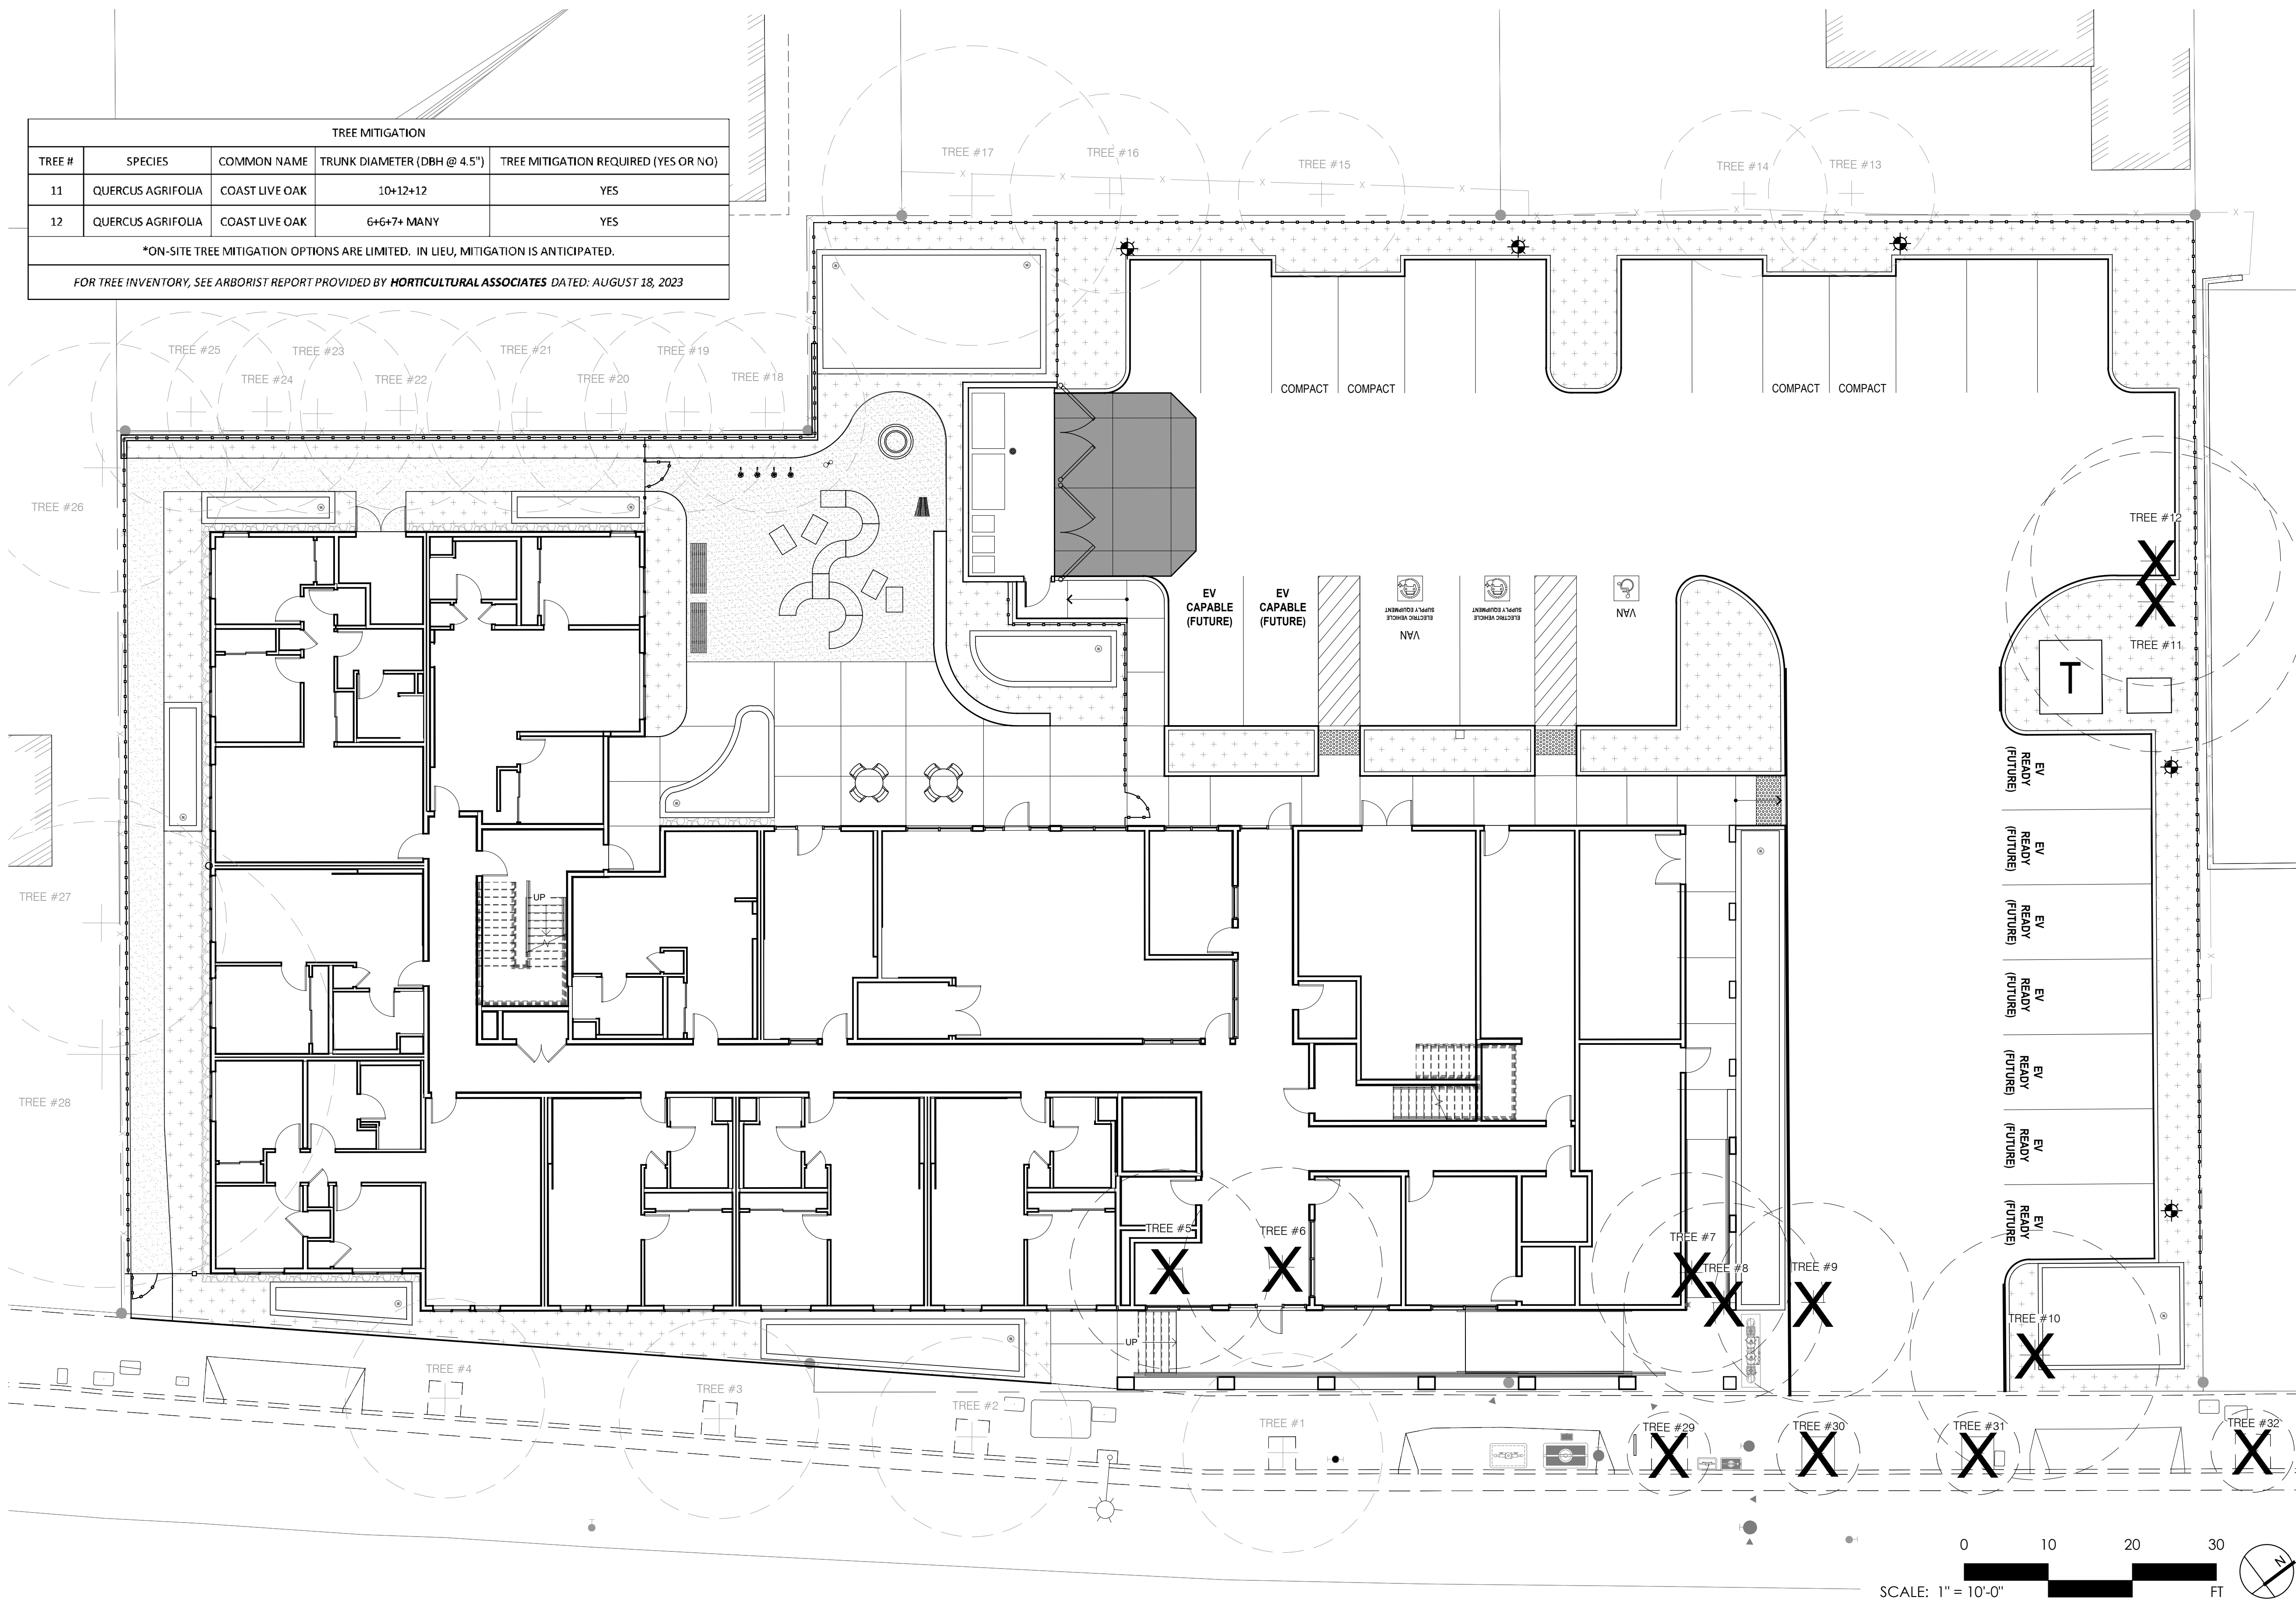 TREE MITIGATION
TREE # SPECIES COMMON NAME TRUNK DIAMETER (DBH @ 4.5") TREE MITIGATION REQUIRED (YES OR NO)
11 QUERCUS AGRIFOLIA COAST LIVE OAK 10+12+12 YES
12 QUERCUS AGRIFOLIA COAST LIVE OAK 6+6+7+ MANY YES
*ON-SITE TREE MITIGATION OPTIONS ARE LIMITED. IN LIEU, MITIGATION IS ANTICIPATED.
FOR TREE INVENTORY, SEE ARBORIST REPORT PROVIDED BY HORTICULTURAL ASSOCIATES DATED: AUGUST 18, 2023
TREE #17
TREE #16
TREE #15
TREE #14
TREE #13
TREE #25
TREE #23
TREE #21
TREE #19
TREE #24
TREE #22
TREE #20
TREE #18
COMPACT
COMPACT
COMPACT
COMPACT
TREE #26
TREE #12
TREE #11
T
EV
CAPABLE
(FUTURE)
EV
CAPABLE
(FUTURE)
ELECTRIC VEHICLE
SUPPLY EQUIPMENT
VAN
ELECTRIC VEHICLE
SUPPLY EQUIPMENT
VAN
EV
READY
(FUTURE)
EV
READY
(FUTURE)
EV
READY
(FUTURE)
EV
READY
(FUTURE)
EV
READY
(FUTURE)
EV
READY
(FUTURE)
EV
READY
(FUTURE)
TREE #27
UP
TREE #28
TREE #5
TREE #6
TREE #7
TREE #8
TREE #9
TREE #10
UP
TREE #4
TREE #3
TREE #2
TREE #1
TREE #29
TREE #30
TREE #31
TREE #32
0 10 20 30
SCALE: 1" = 10'-0" FT
N